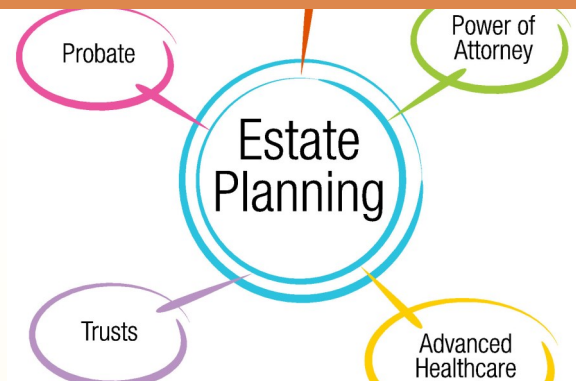 Probate
Power of
Attorney
Estate
Planning
Trusts
Advanced
Healthcare